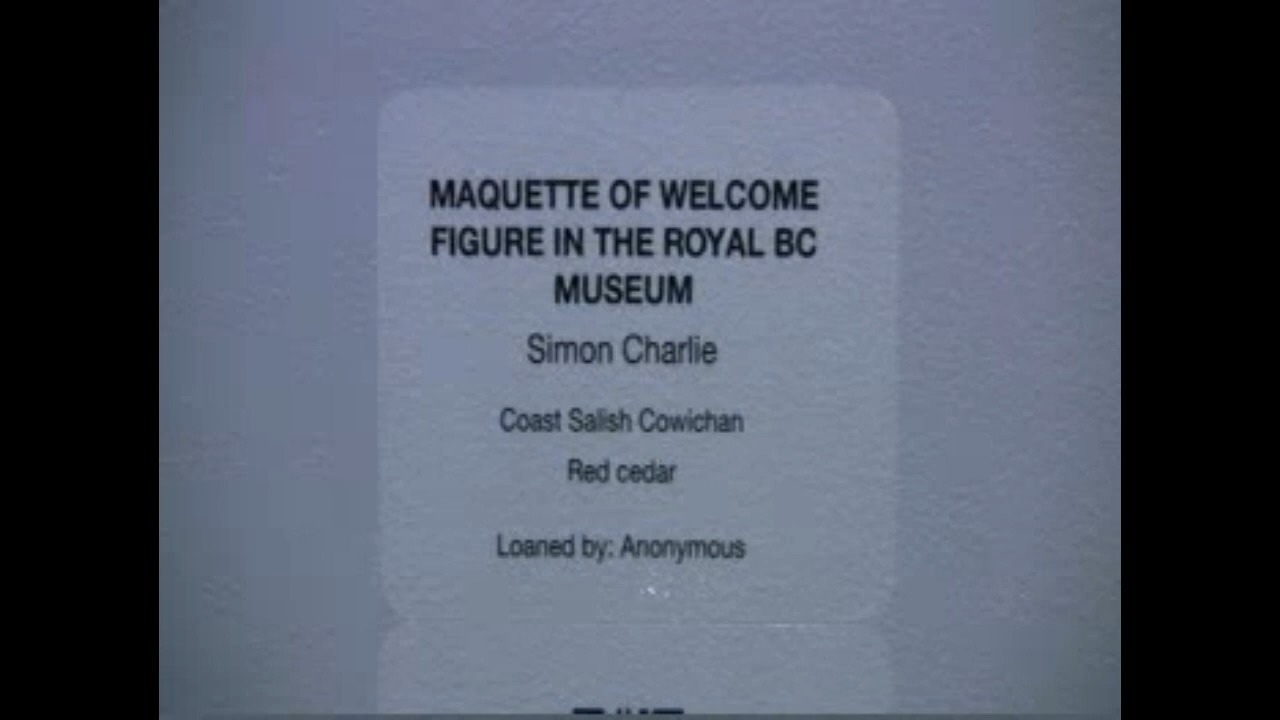 MAQUETTE OF WELCOME
FIGURE IN THE ROYAL BC
MUSEUM
Simon Charlie
Coast Salish Cowichan
Red cedar
Loaned by: Anonymous